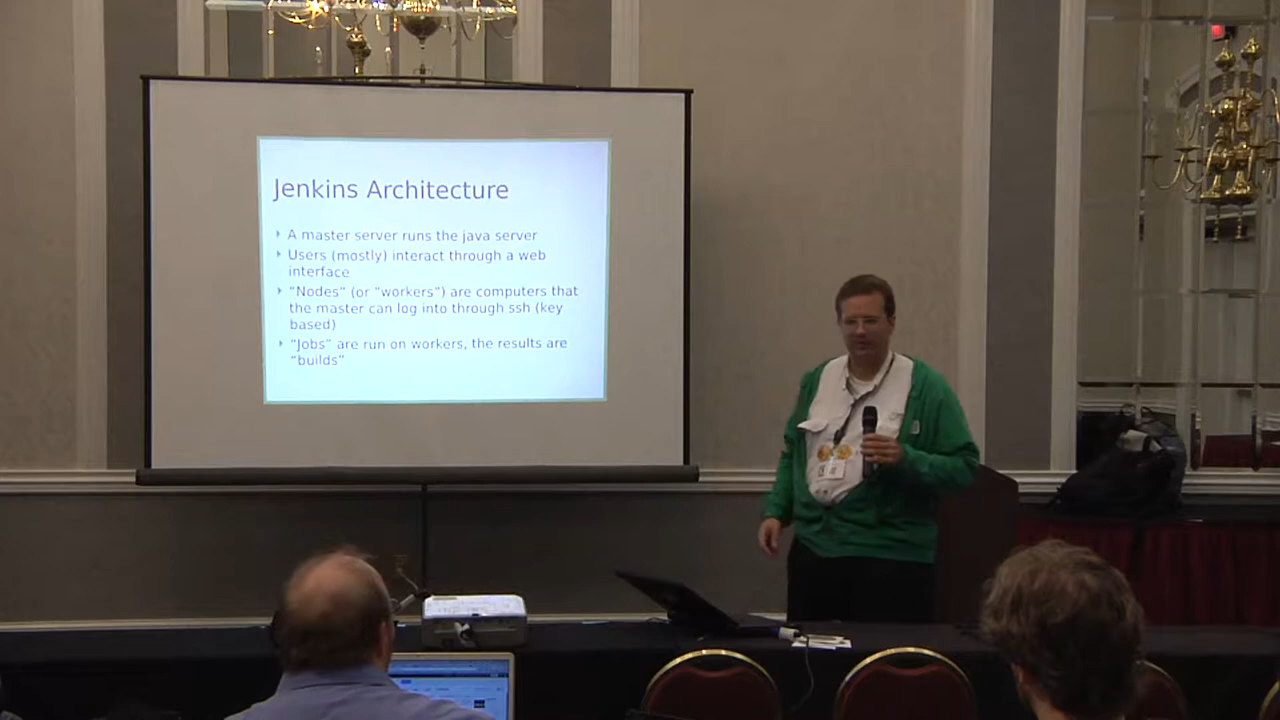 Jenkins Architecture
A master server runs the java server
Users (mostly) interact through a web
interface
"Nodes" (or "workers") are computers that
the master can log into through ssh (key
based)
"Jobs" are run on workers, the results are
"builds"